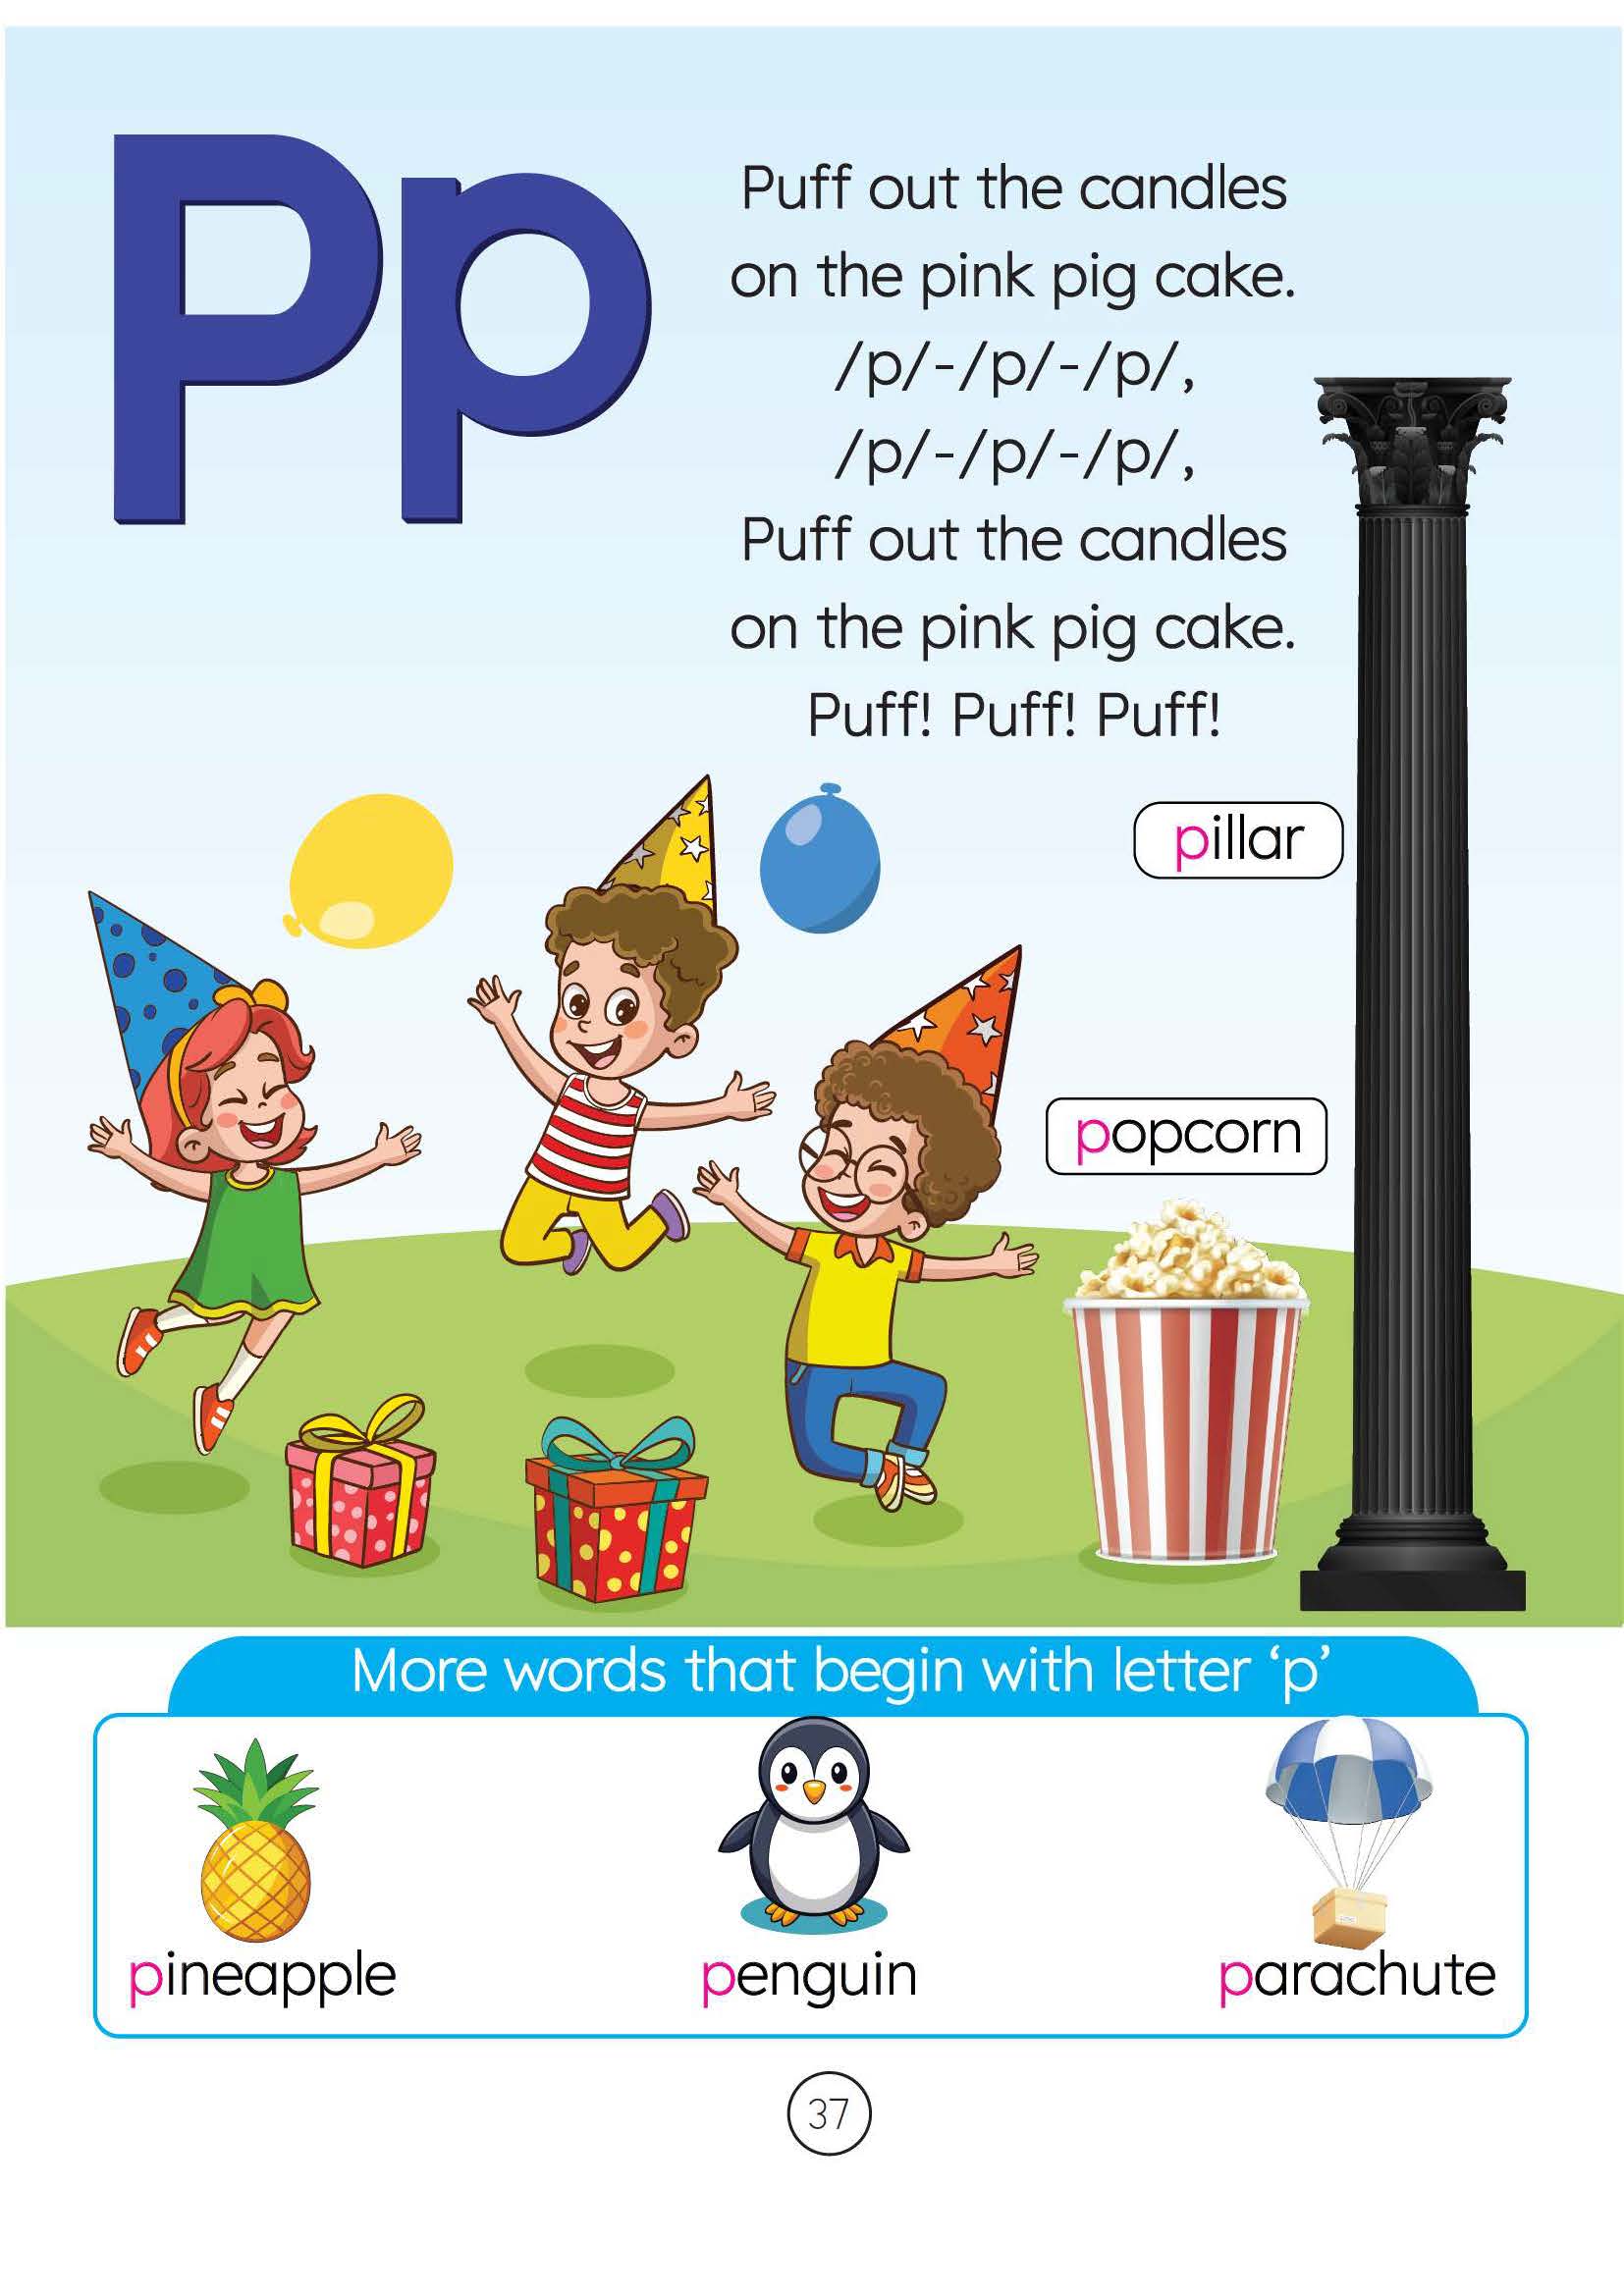 Pp
Puff out the candles
on the pink pig cake.
/p/-/p/-/p/,
/p/-/p/-/p/,
Puff out the candles
on the pink pig cake.
Puff! Puff! Puff!
pillar
popcorn
More words that begin with letter ‘p’
pineapple
penguin
parachute
37